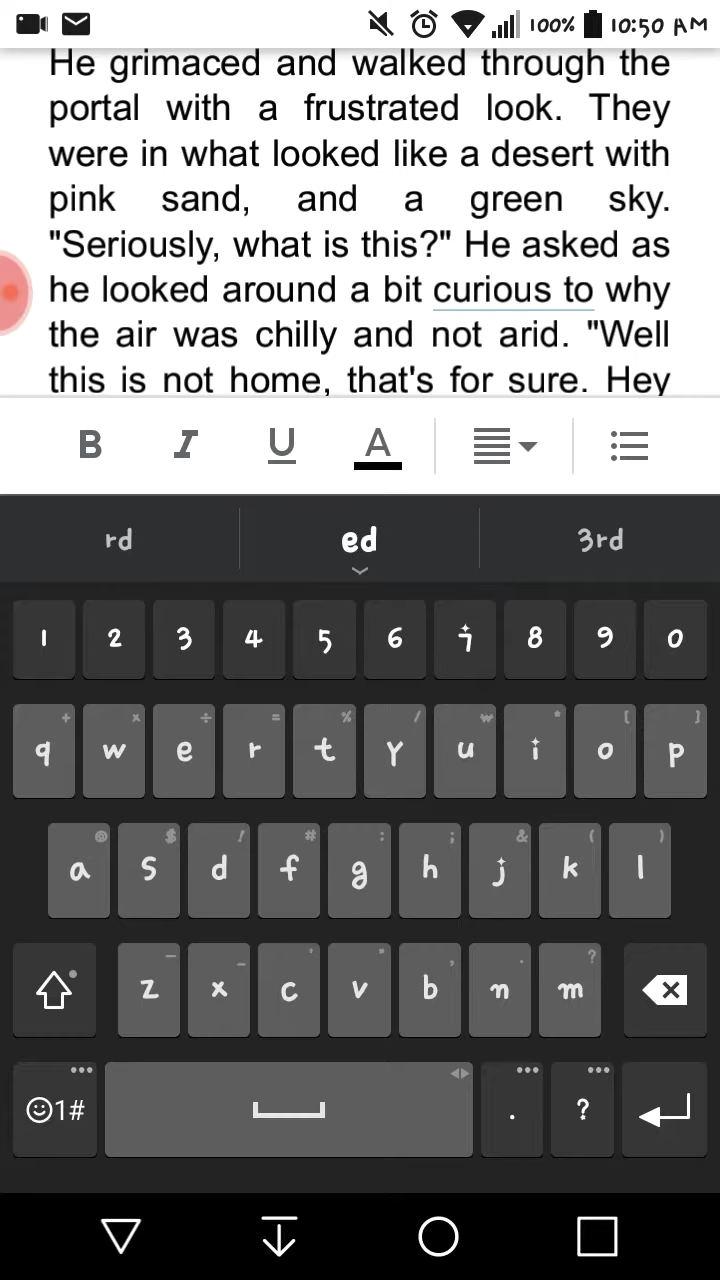 100% 10:50 AM
He grimaced and walked through the
portal with a frustrated look. They
were in what looked like a desert with
pink sand, and a green sky.
"Seriously, what is this?" He asked as
he looked around a bit curious to why
the air was chilly and not arid. "Well
this is not home, that's for sure. Hey
B I U A
rd ed 3rd
1 2 3 4 5 6 7 8 9 0
+ × ÷ = % / ₩ * [ ]
q w e r t y u i o p
@ $ ! # : ; & ( )
a s d f g h j k l
- _ ' " , . ?
z x c v b n m
1# . ?